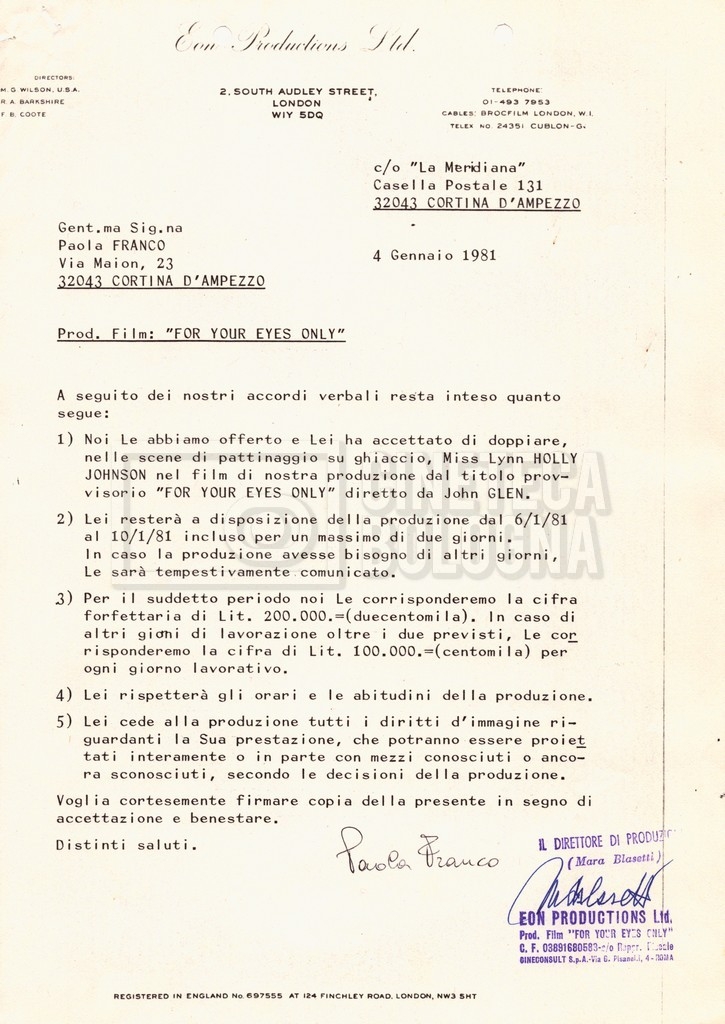 Eon Productions Ltd.
DIRECTORS:
M. G. WILSON, U.S.A.
R. A. BARKSHIRE
F. B. COOTE
2, SOUTH AUDLEY STREET,
LONDON
W1Y 5DQ
TELEPHONE:
01-493 7953
CABLES: BROCFILM LONDON, W.I.
TELEX NO. 24351 CUBLON-G.
c/o "La Meridiana"
Casella Postale 131
32043 CORTINA D'AMPEZZO
Gent.ma Sig.na
Paola FRANCO
Via Maion, 23
32043 CORTINA D'AMPEZZO
4 Gennaio 1981
Prod. Film: "FOR YOUR EYES ONLY"
A seguito dei nostri accordi verbali resta inteso quanto
segue:
1) Noi Le abbiamo offerto e Lei ha accettato di doppiare,
nelle scene di pattinaggio su ghiaccio, Miss Lynn HOLLY
JOHNSON nel film di nostra produzione dal titolo prov-
visorio "FOR YOUR EYES ONLY" diretto da John GLEN.
2) Lei resterà a disposizione della produzione dal 6/1/81
al 10/1/81 incluso per un massimo di due giorni.
In caso la produzione avesse bisogno di altri giorni,
Le sarà tempestivamente comunicato.
3) Per il suddetto periodo noi Le corrisponderemo la cifra
forfettaria di Lit. 200.000.=(duecentomila). In caso di
altri gioni di lavorazione oltre i due previsti, Le cor
risponderemo la cifra di Lit. 100.000.=(centomila) per
ogni giorno lavorativo.
4) Lei rispetterà gli orari e le abitudini della produzione.
5) Lei cede alla produzione tutti i diritti d'immagine ri-
guardanti la Sua prestazione, che potranno essere proiet
tati interamente o in parte con mezzi conosciuti o anco-
ra sconosciuti, secondo le decisioni della produzione.
Voglia cortesemente firmare copia della presente in segno di
accettazione e benestare.
Distinti saluti.
Paola Franco
IL DIRETTORE DI PRODUZ
(Mara Blasetti)
EON PRODUCTIONS Ltd.
Prod. Film "FOR YOUR EYES ONLY"
C. F. 03891680583-c/o Rappr. Fiscale
CINECONSULT S.p.A.-Via G. Pisanelli, 4-ROMA
CINETECA
BOLOGNA
REGISTERED IN ENGLAND No. 697555 AT 124 FINCHLEY ROAD, LONDON, NW3 5HT